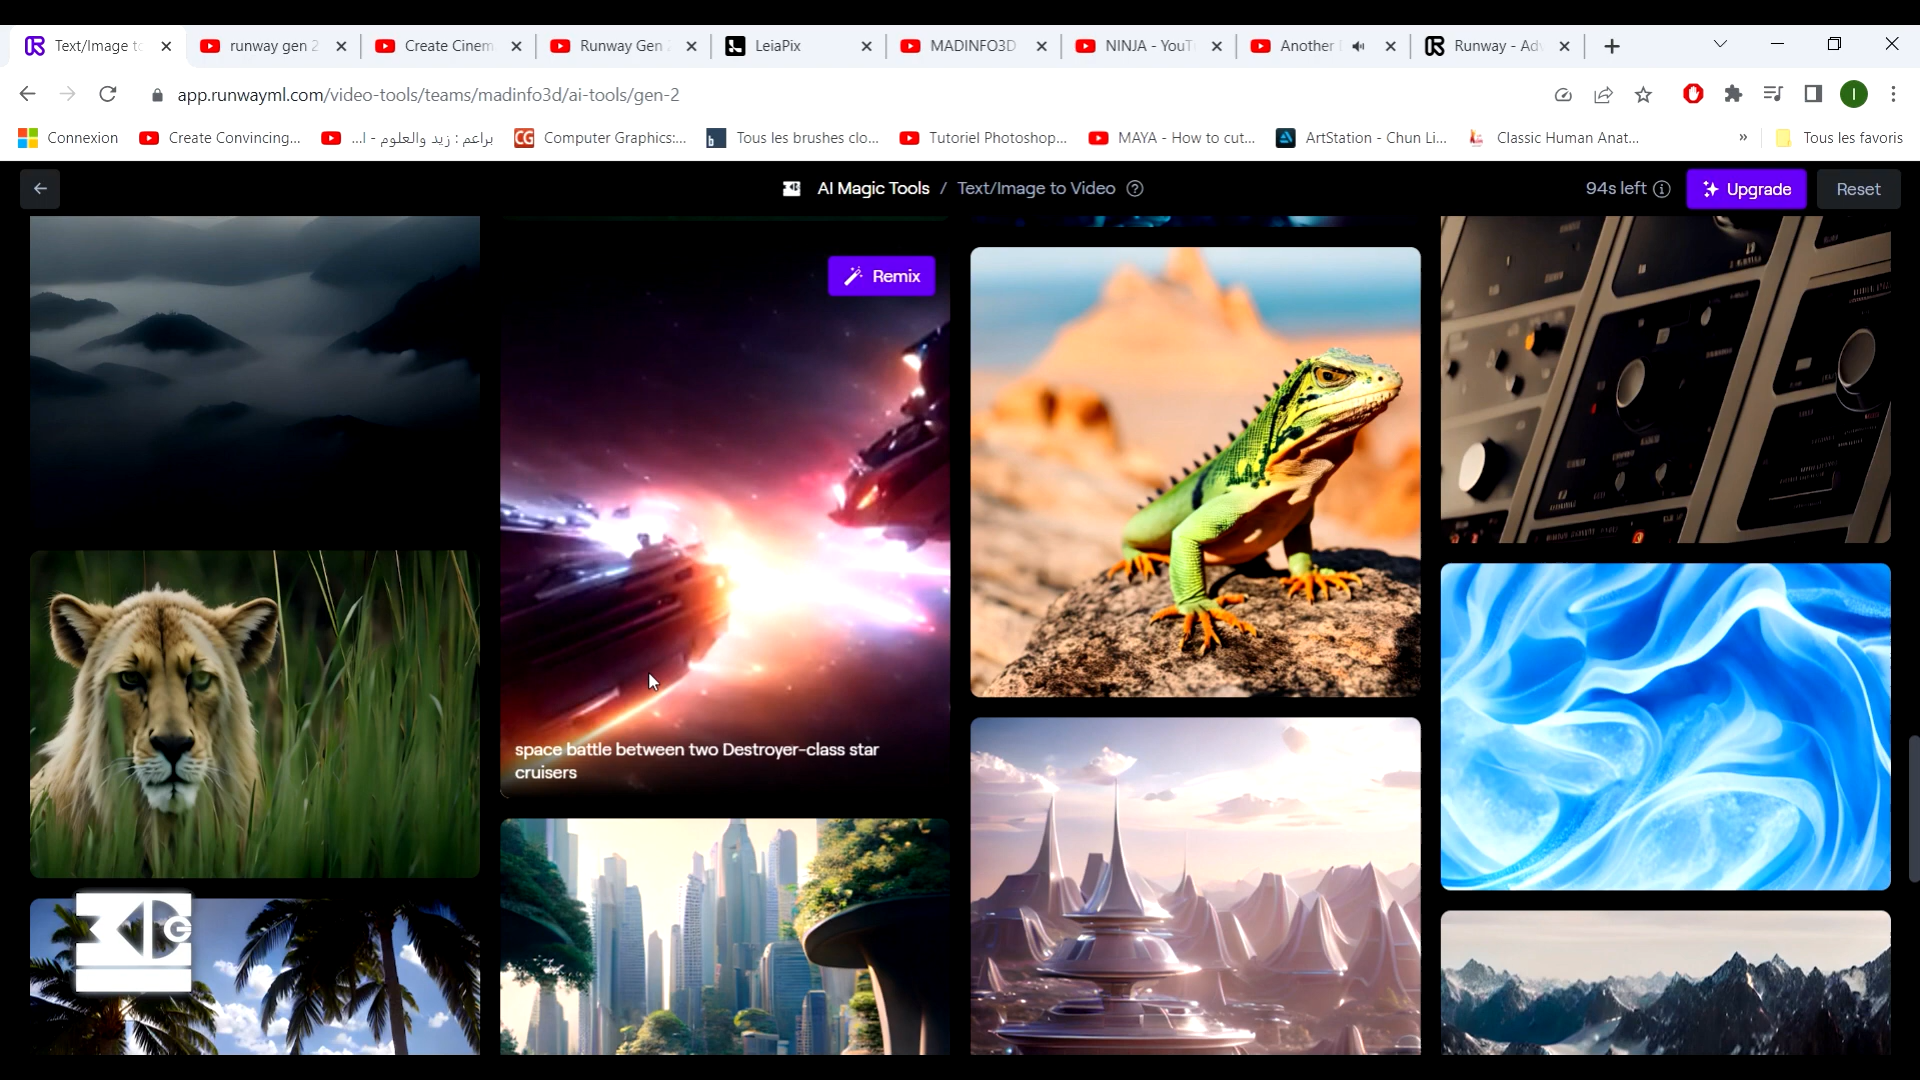 Text/Image to
runway gen 2
Create Cinem
Runway Gen
LeiaPix
MADINFO3D
NINJA - YouT
Another
Runway - Ad
app.runwayml.com/video-tools/teams/madinfo3d/ai-tools/gen-2
I
Connexion
Create Convincing...
براعم : زيد والعلوم - ا...
CG
Computer Graphics:...
b
Tous les brushes clo...
Tutoriel Photoshop...
MAYA - How to cut...
ArtStation - Chun Li...
Classic Human Anat...
»
Tous les favoris
AI Magic Tools / Text/Image to Video
94s left
Upgrade
Reset
Remix
space battle between two Destroyer-class star
cruisers